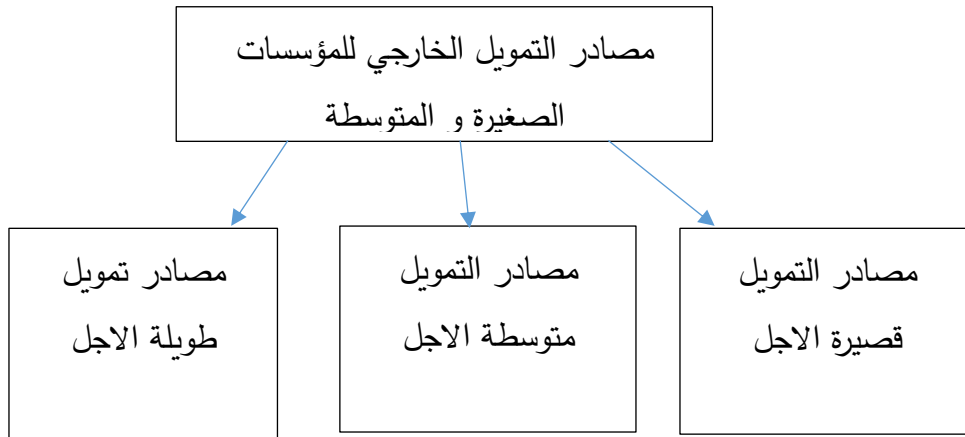 مصادر التمويل الخارجي للمؤسسات
الصغيرة و المتوسطة
مصادر التمويل
قصيرة الاجل
مصادر التمويل
متوسطة الاجل
مصادر تمويل
طويلة الاجل